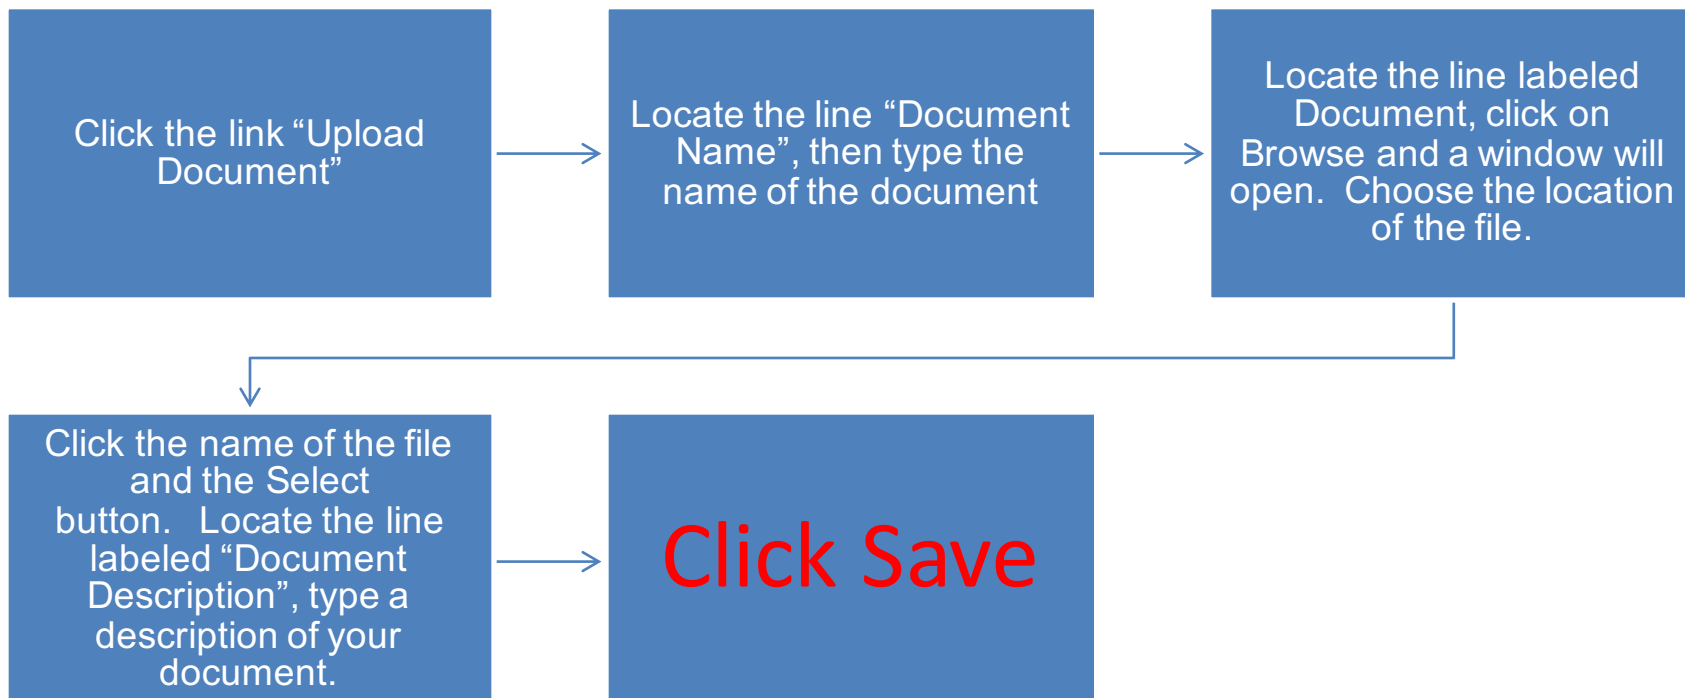 Click the link “Upload
Document”
Locate the line “Document
Name”, then type the
name of the document
Locate the line labeled
Document, click on
Browse and a window will
open.  Choose the location
of the file.
Click the name of the file
and the Select
button.   Locate the line
labeled “Document
Description”, type a
description of your
document.
Click Save